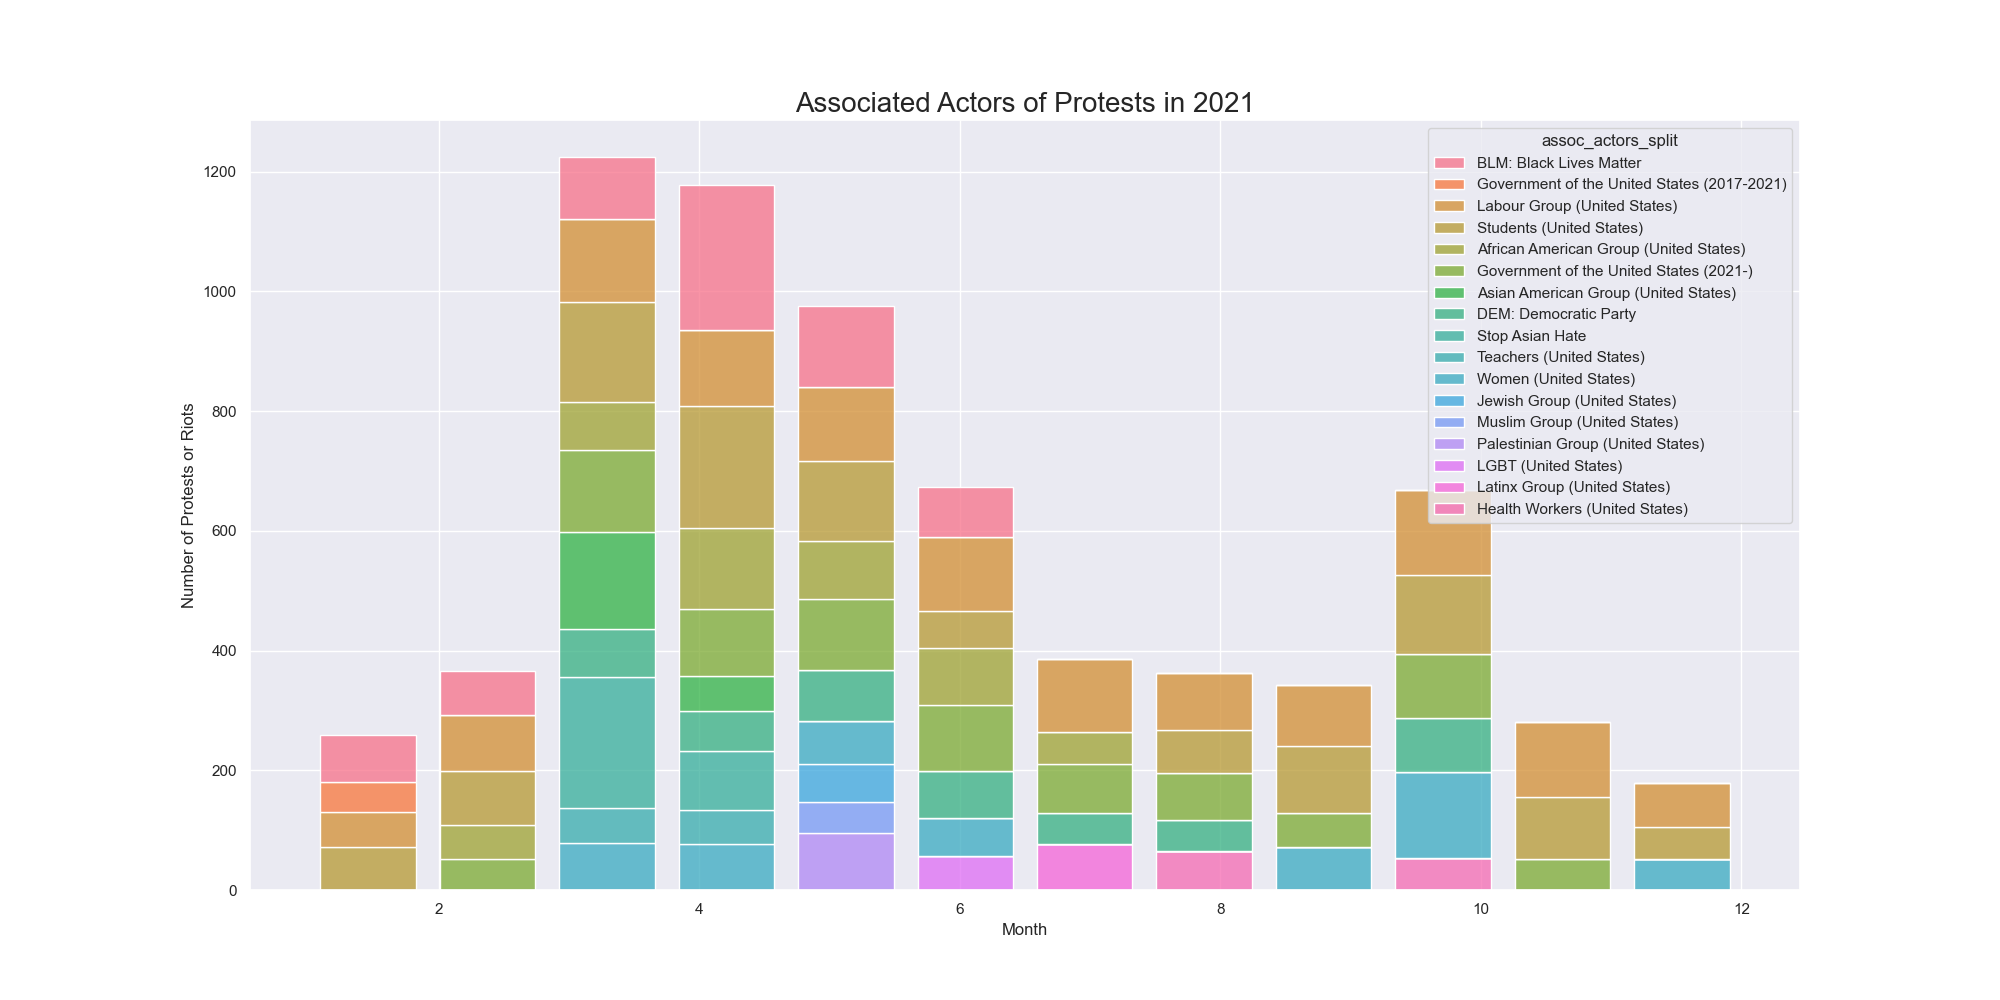 Associated Actors of Protests in 2021
assoc_actors_split
BLM: Black Lives Matter
Government of the United States (2017-2021)
Labour Group (United States)
Students (United States)
African American Group (United States)
Government of the United States (2021-)
Asian American Group (United States)
DEM: Democratic Party
Stop Asian Hate
Teachers (United States)
Women (United States)
Jewish Group (United States)
Muslim Group (United States)
Palestinian Group (United States)
LGBT (United States)
Latinx Group (United States)
Health Workers (United States)
Number of Protests or Riots
1200
1000
800
600
400
200
0
2 4 6 8 10 12
Month